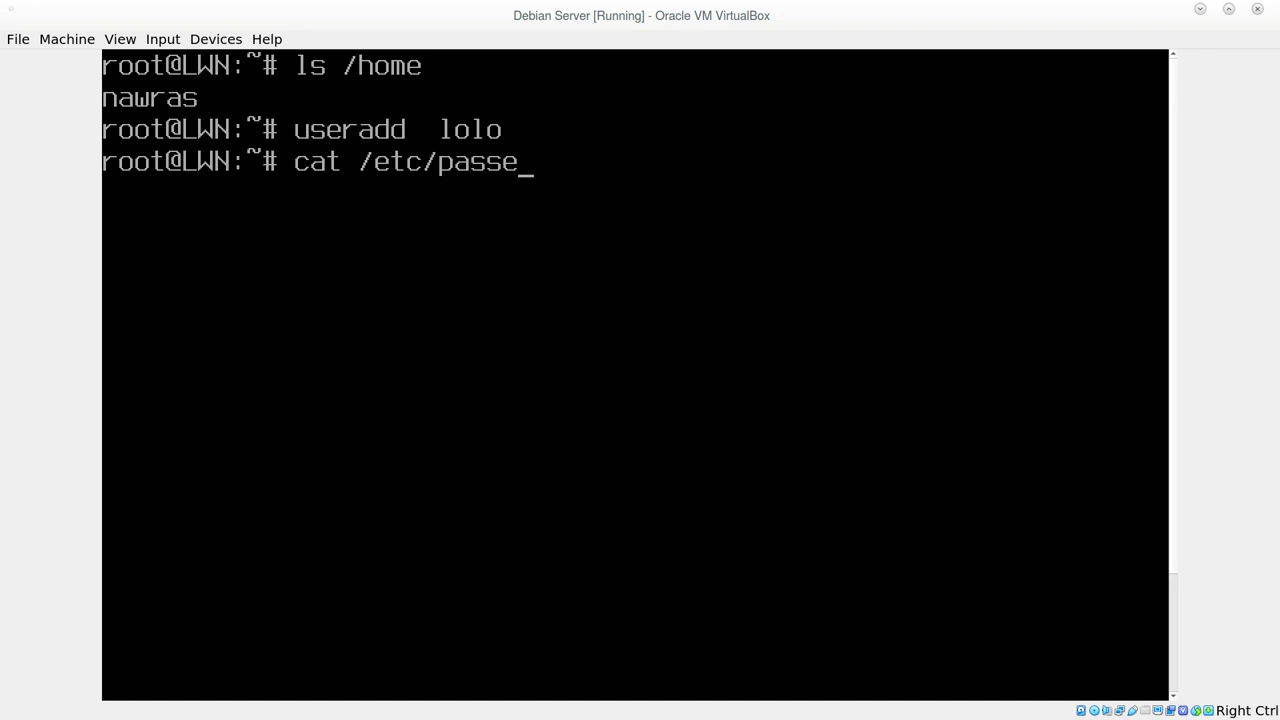 Debian Server [Running] - Oracle VM VirtualBox
File Machine View Input Devices Help
root@LWN:~# ls /home
nawras
root@LWN:~# useradd  lolo
root@LWN:~# cat /etc/passe_
Right Ctrl